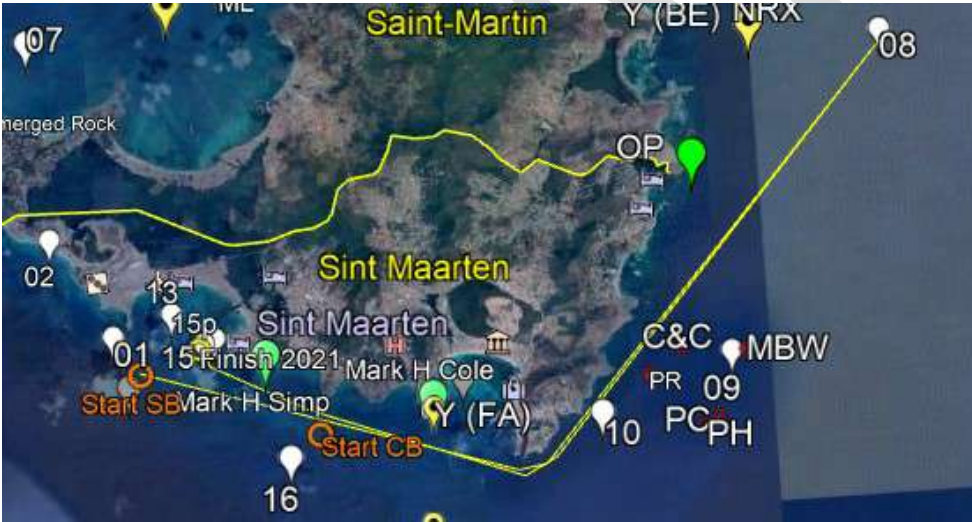 ML
Saint-Martin
Y (BE)
NRX
07
08
merged Rock
OP
02
Sint Maarten
13
15p
Sint Maarten
H
C&C
MBW
01
15
Finish 2021
Mark H Cole
PR
09
Start SB
Mark H Simp
Y (FA)
10
PC
PH
Start CB
16